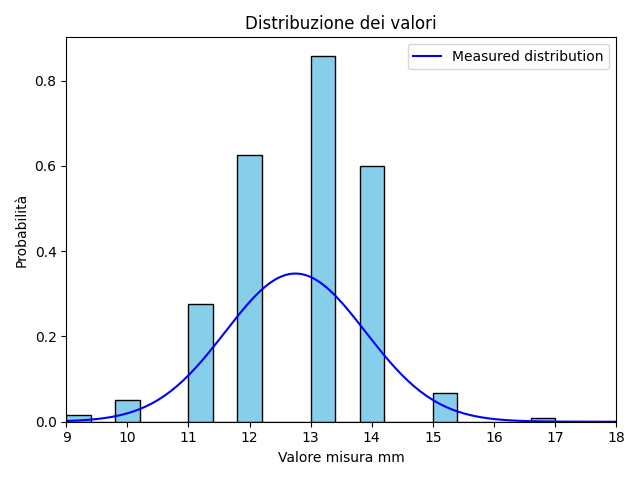 Distribuzione dei valori
Measured distribution
Probabilità
0.8
0.6
0.4
0.2
0.0
9 10 11 12 13 14 15 16 17 18
Valore misura mm